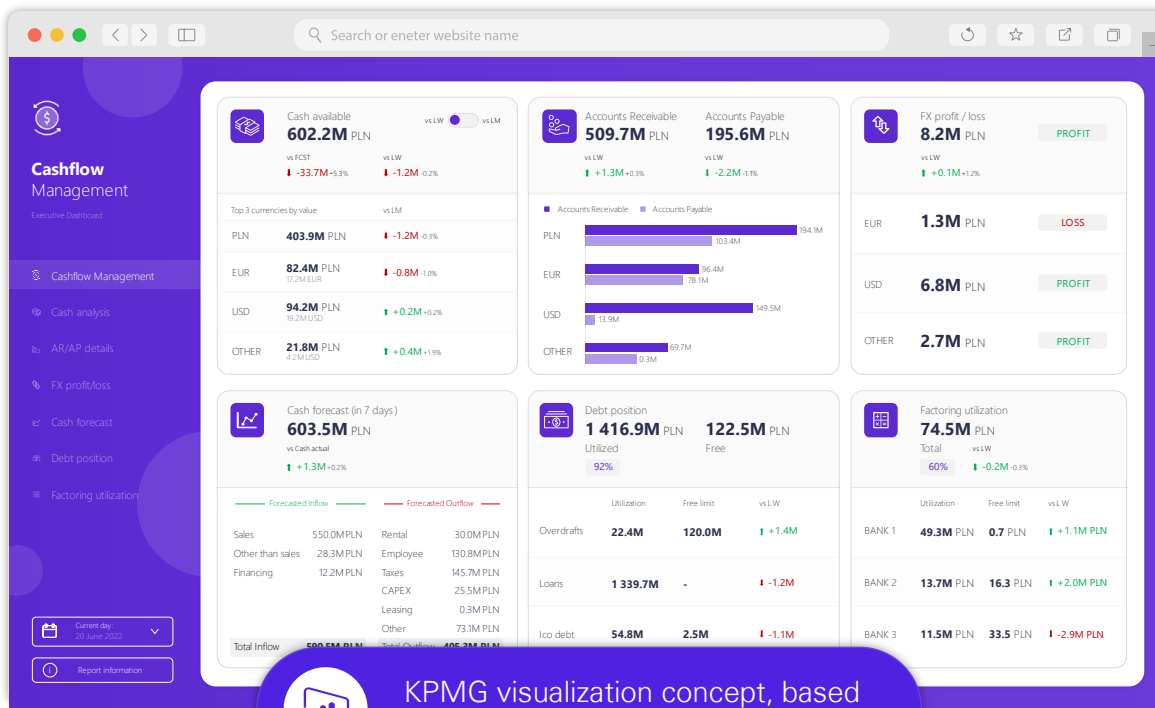 Search or eneter website name
Cashflow
Management
Executive Dashboard
Cashflow Management
Cash analysis
AR/AP details
FX profit/loss
Cash forecast
Debt position
Factoring utilization
Current day:
20 June 2022
Report information
Cash available
602.2M PLN
vs LW vs LM
vs FCST vs LW
-33.7M -5.3% -1.2M -0.2%
Top 3 currencies by value vs LM
PLN 403.9M PLN -1.2M -0.3%
EUR 82.4M PLN -0.8M -1.0%
17.2M EUR
USD 94.2M PLN +0.2M +0.2%
19.2M USD
OTHER 21.8M PLN +0.4M +1.9%
4.2M USD
Accounts Receivable Accounts Payable
509.7M PLN 195.6M PLN
vs LW vs LW
+1.3M +0.3% -2.2M -1.1%
Accounts Receivable Accounts Payable
PLN 194.1M
103.4M
EUR 96.4M
78.1M
USD 149.5M
13.9M
OTHER 69.7M
0.3M
FX profit / loss
8.2M PLN PROFIT
vs LW
+0.1M +1.2%
EUR 1.3M PLN LOSS
USD 6.8M PLN PROFIT
OTHER 2.7M PLN PROFIT
Cash forecast (in 7 days)
603.5M PLN
vs Cash actual
+1.3M +0.2%
Forecasted Inflow Forecasted Outflow
Sales 550.0M PLN Rental 30.0M PLN
Other than sales 28.3M PLN Employee 130.8M PLN
Financing 12.2M PLN Taxes 145.7M PLN
CAPEX 25.5M PLN
Leasing 0.3M PLN
Other 73.1M PLN
Total Inflow 590.5M PLN Total Outflow 405.3M PLN
Debt position
1 416.9M PLN 122.5M PLN
Utilized Free
92%
Utilization Free limit vs LW
Overdrafts 22.4M 120.0M +1.4M
Loans 1 339.7M - -1.2M
Ico debt 54.8M 2.5M -1.1M
Factoring utilization
74.5M PLN
Total vs LW
60% -0.2M -0.3%
Utilization Free limit vs LW
BANK 1 49.3M PLN 0.7 PLN +1.1M PLN
BANK 2 13.7M PLN 16.3 PLN +2.0M PLN
BANK 3 11.5M PLN 33.5 PLN -2.9M PLN
KPMG visualization concept, based